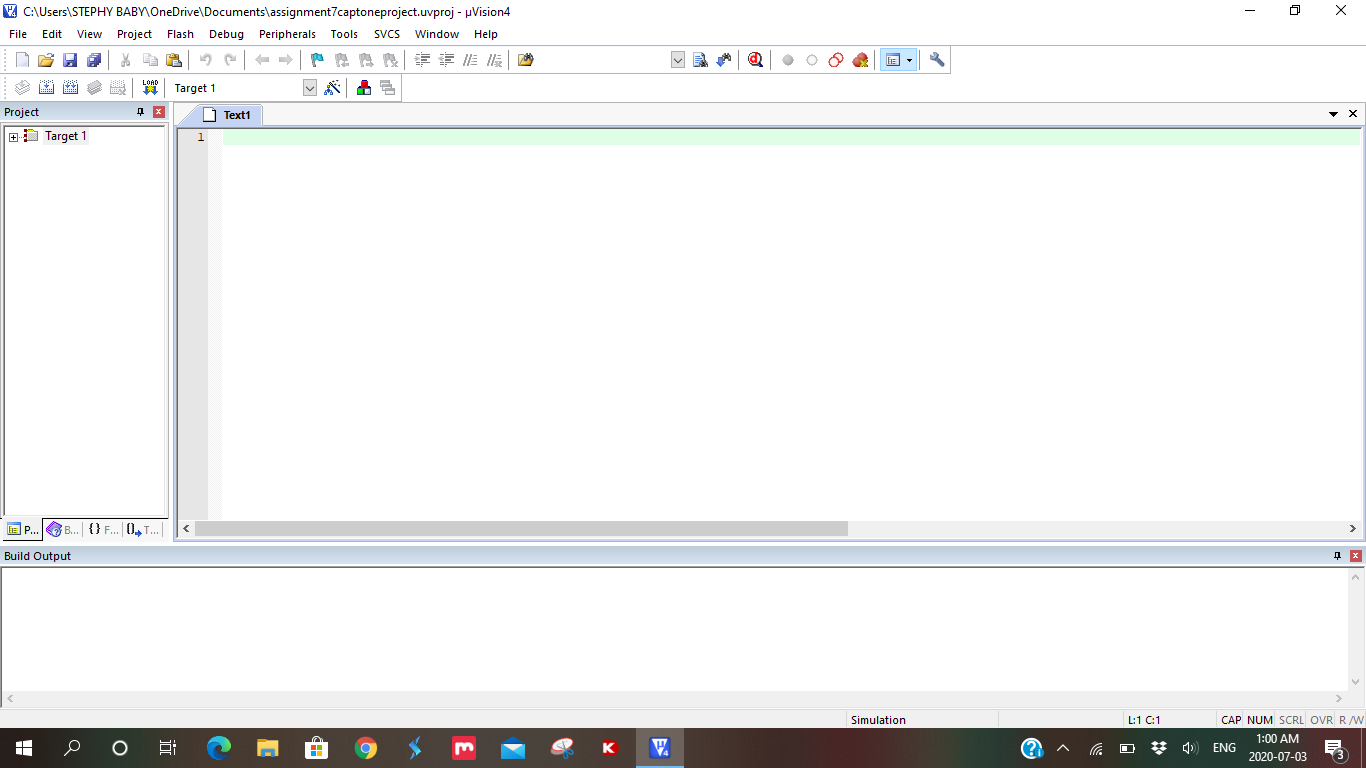 C:\Users\STEPHY BABY\OneDrive\Documents\assignment7captoneproject.uvproj - µVision4
File Edit View Project Flash Debug Peripherals Tools SVCS Window Help
LOAD Target 1
Project
Text1
Target 1
1
P... B... {} F... T...
Build Output
Simulation L:1 C:1 CAP NUM SCRL OVR R /W
ENG
1:00 AM
2020-07-03
3